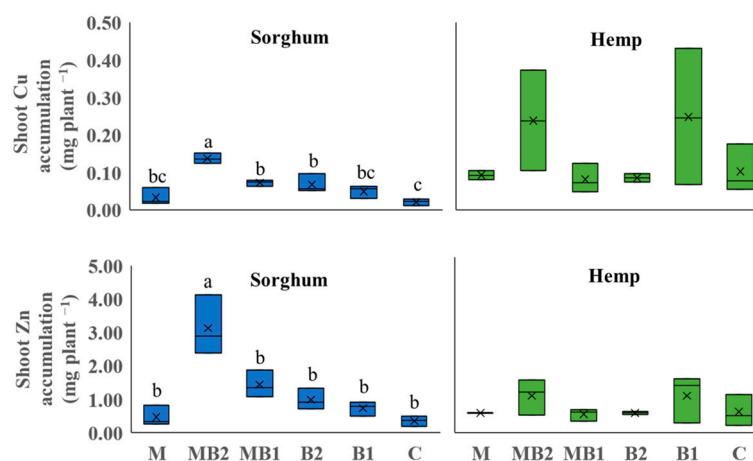 Shoot Cu
accumulation
(mg plant ⁻¹)
0.50
0.40
0.30
0.20
0.10
0.00
Sorghum
bc
a
b
b
bc
c
Hemp
Shoot Zn
accumulation
(mg plant ⁻¹)
5.00
4.00
3.00
2.00
1.00
0.00
Sorghum
b
a
b
b
b
b
Hemp
M MB2 MB1 B2 B1 C
M MB2 MB1 B2 B1 C